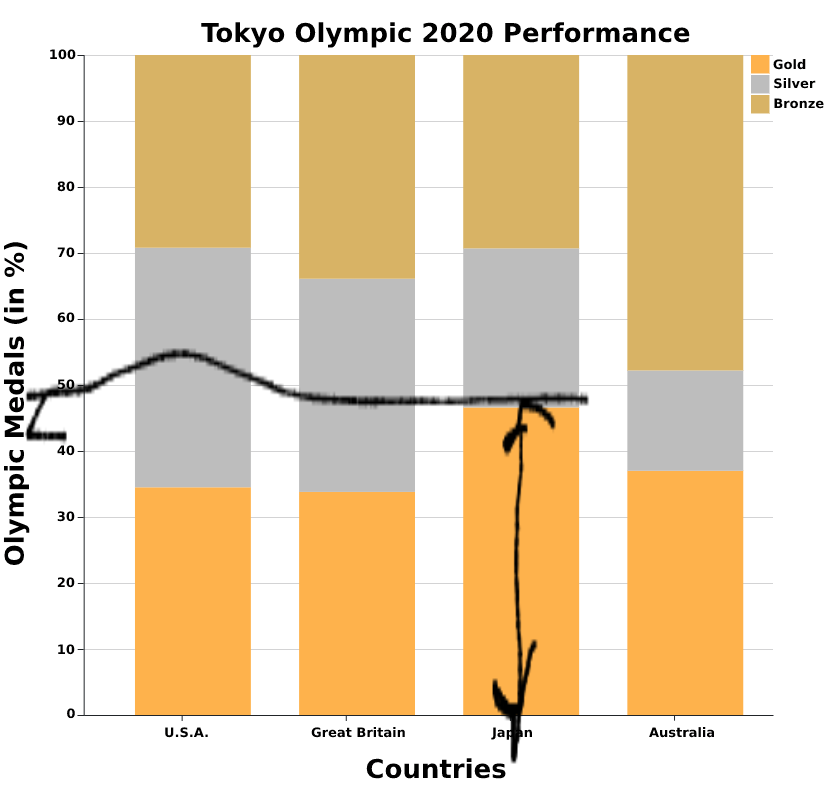 Tokyo Olympic 2020 Performance
Gold
Silver
Bronze
100
90
80
70
60
50
40
30
20
10
0
Olympic Medals (in %)
U.S.A. Great Britain Japan Australia
Countries